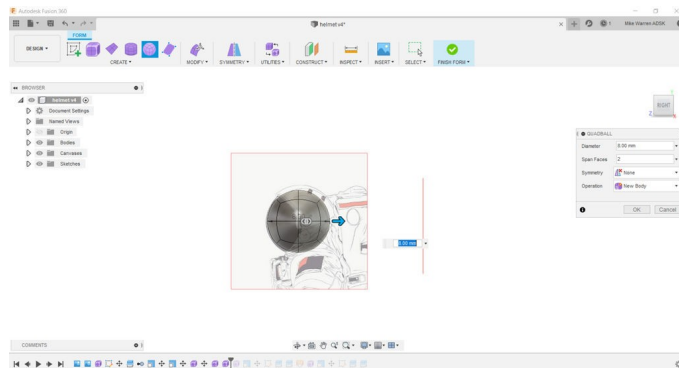 Autodesk Fusion 360
helmet v4*
1
Mike Warren ADSK
FORM
DESIGN
CREATE
MODIFY
SYMMETRY
UTILITIES
CONSTRUCT
INSPECT
INSERT
SELECT
FINISH FORM
BROWSER
helmet v4
Document Settings
Named Views
Origin
Bodies
Canvases
Sketches
RIGHT
Z
QUADBALL
Diameter
0.00 mm
Span Faces
2
Symmetry
None
Operation
New Body
OK
Cancel
0.00 mm
COMMENTS